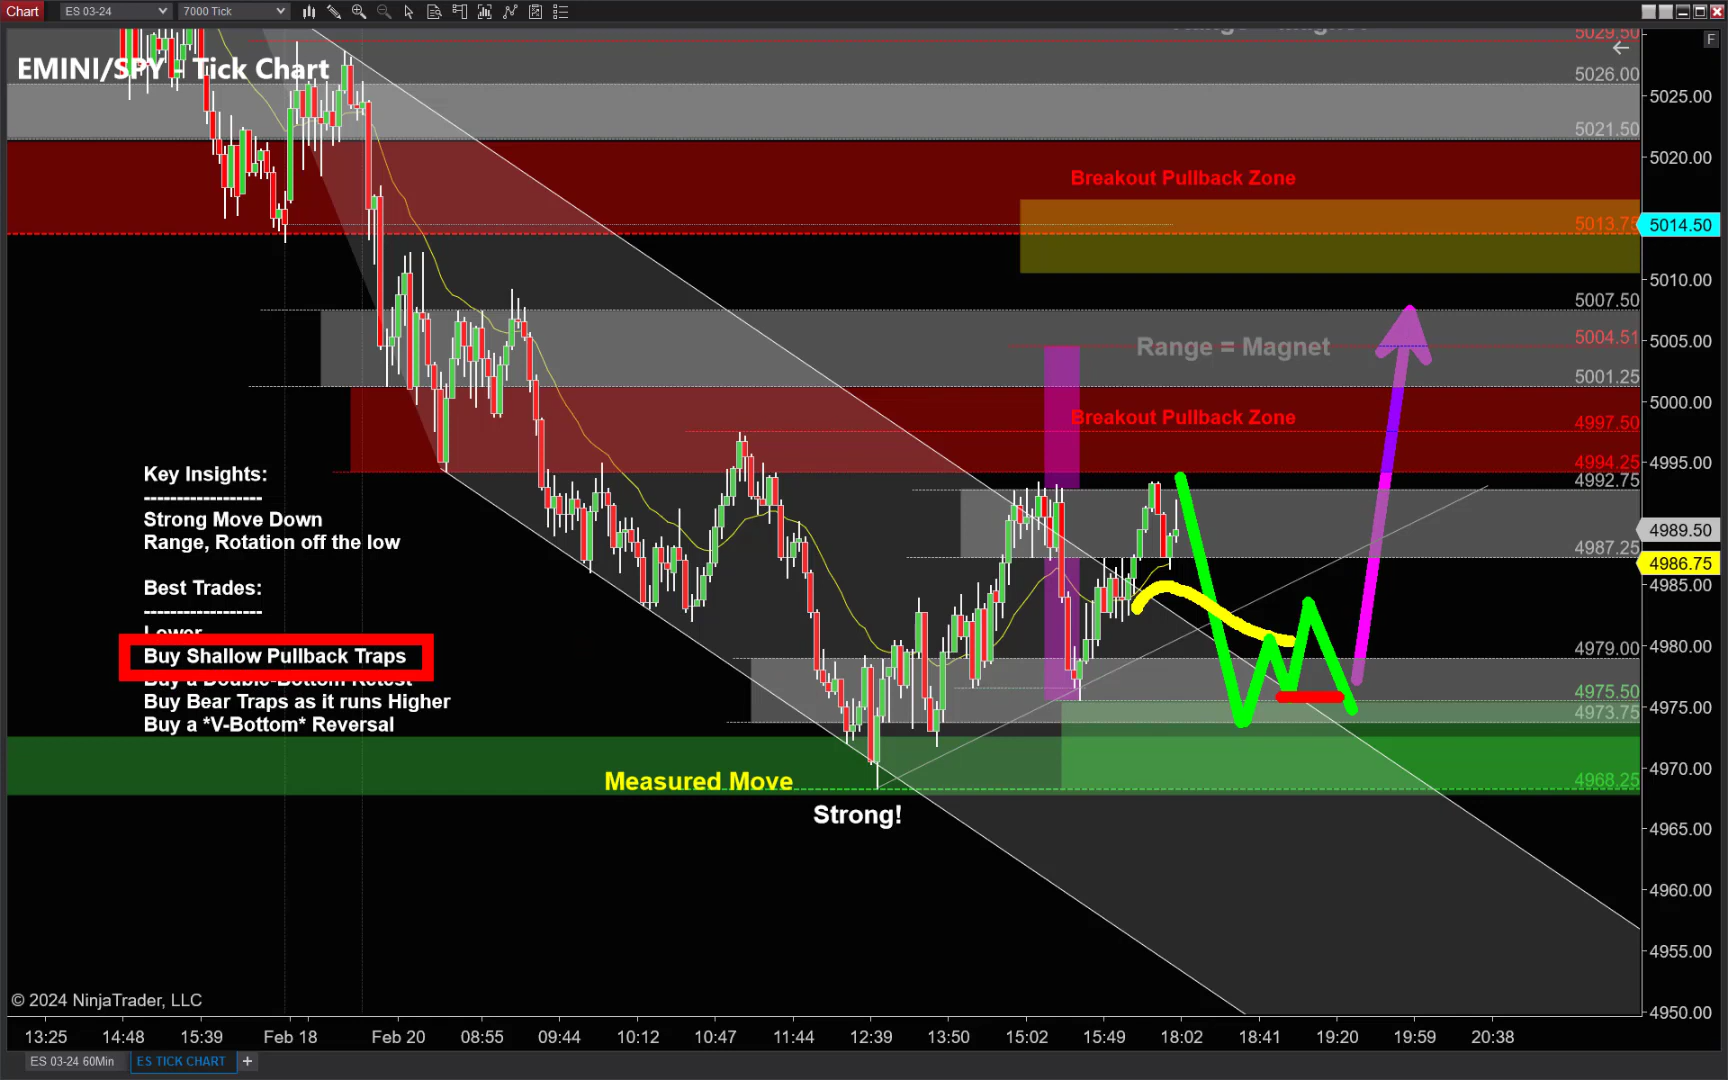 Chart
ES 03-24
7000 Tick
F
EMINI/SPY - Tick Chart
5029.50
5026.00
5021.50
Breakout Pullback Zone
5013.75
5007.50
Range = Magnet
5004.51
5001.25
Breakout Pullback Zone
4997.50
4994.25
4992.75
4987.25
4979.00
4975.50
4973.75
4968.25
5025.00
5020.00
5014.50
5010.00
5005.00
5000.00
4995.00
4989.50
4986.75
4985.00
4980.00
4975.00
4970.00
4965.00
4960.00
4955.00
4950.00
Key Insights:
-----------------
Strong Move Down
Range, Rotation off the low
Best Trades:
-----------------
Lower
Buy Shallow Pullback Traps
Buy a Double-Bottom Retest
Buy Bear Traps as it runs Higher
Buy a *V-Bottom* Reversal
Measured Move
Strong!
© 2024 NinjaTrader, LLC
13:25 14:48 15:39 Feb 18 Feb 20 08:55 09:44 10:12 10:47 11:44 12:39 13:50 15:02 15:49 18:02 18:41 19:20 19:59 20:38
ES 03-24 60Min
ES TICK CHART
+